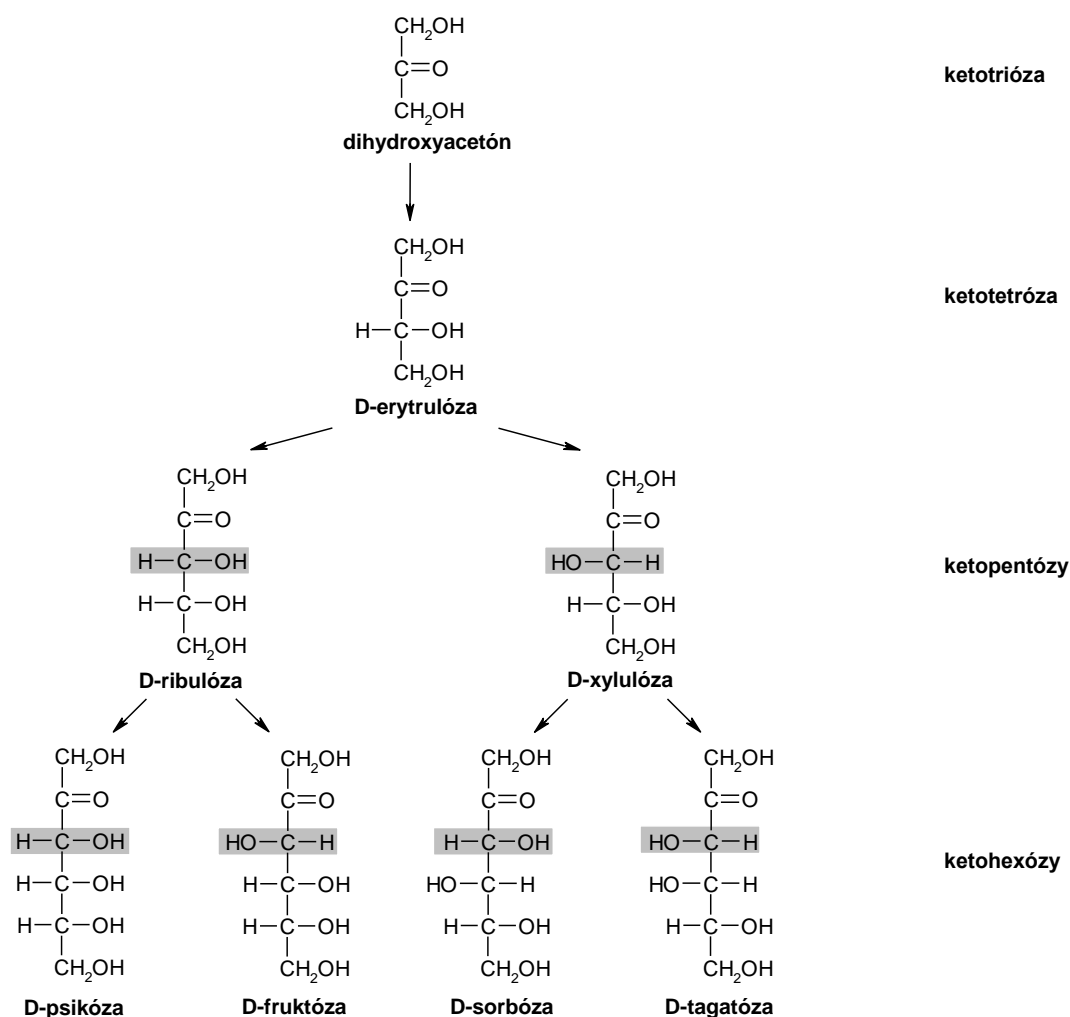 CH2OH
C=O
CH2OH
dihydroxyacetón
ketotrióza
CH2OH
C=O
H—C—OH
CH2OH
D-erytrulóza
ketotetróza
CH2OH
C=O
H—C—OH
H—C—OH
CH2OH
D-ribulóza
CH2OH
C=O
HO—C—H
H—C—OH
CH2OH
D-xylulóza
ketopentózy
CH2OH
C=O
H—C—OH
H—C—OH
H—C—OH
CH2OH
D-psikóza
CH2OH
C=O
HO—C—H
H—C—OH
H—C—OH
CH2OH
D-fruktóza
CH2OH
C=O
H—C—OH
HO—C—H
H—C—OH
CH2OH
D-sorbóza
CH2OH
C=O
HO—C—H
HO—C—H
H—C—OH
CH2OH
D-tagatóza
ketohexózy